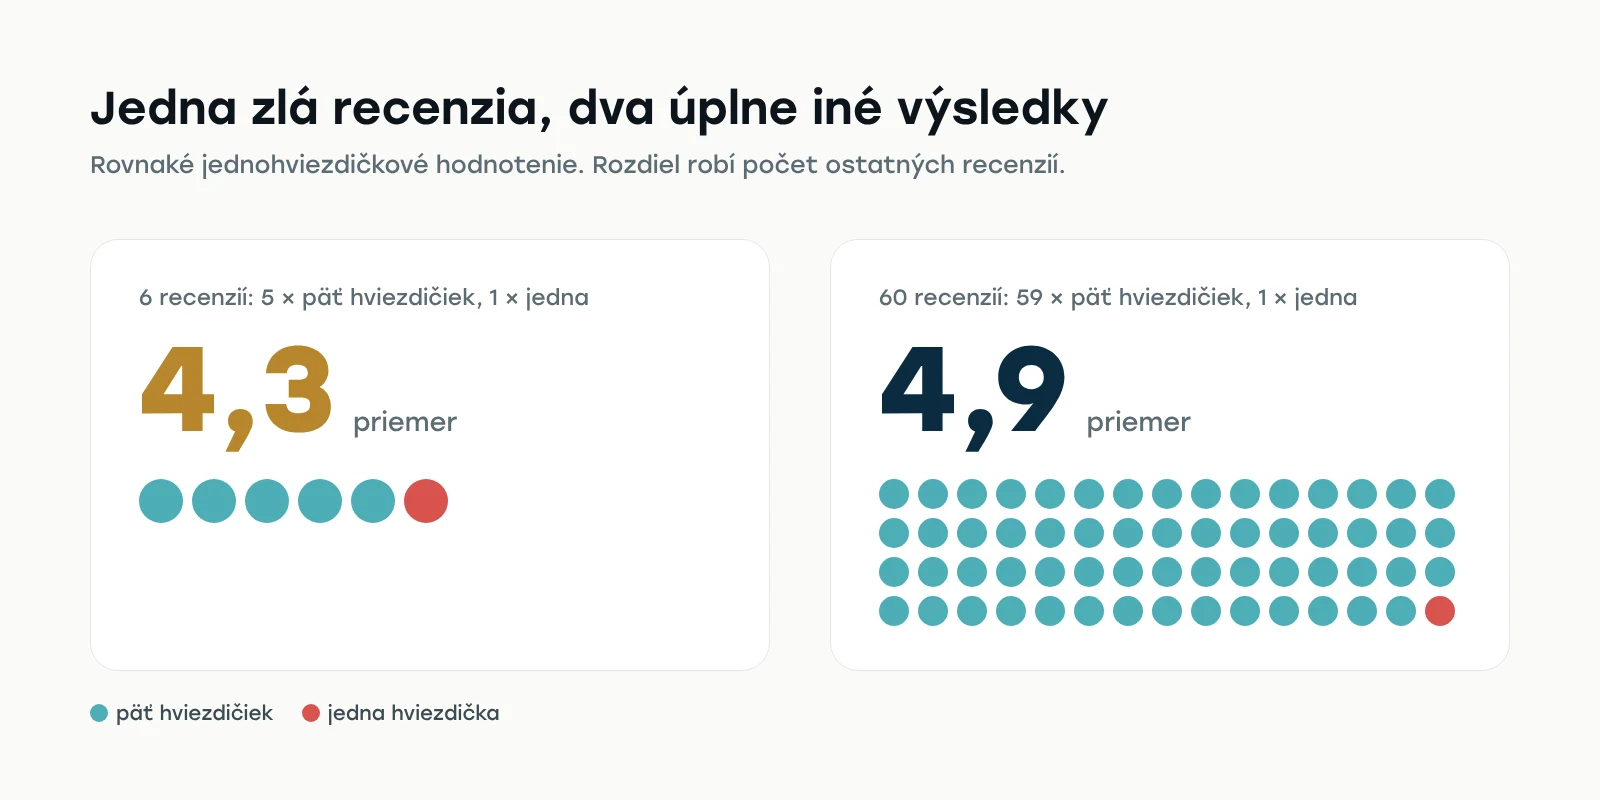 Jedna zlá recenzia, dva úplne iné výsledky
Rovnaké jednohviezdičkové hodnotenie. Rozdiel robí počet ostatných recenzií.
6 recenzií: 5 × päť hviezdičiek, 1 × jedna
4,3 priemer
60 recenzií: 59 × päť hviezdičiek, 1 × jedna
4,9 priemer
päť hviezdičiek
jedna hviezdička